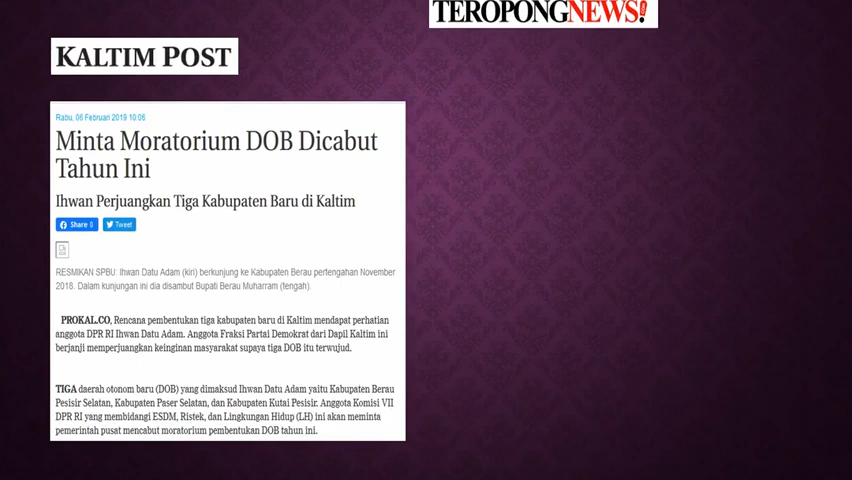 TEROPONGNEWS!
KALTIM POST
Rabu, 06 Februari 2019 10:06
Minta Moratorium DOB Dicabut
Tahun Ini
Ihwan Perjuangkan Tiga Kabupaten Baru di Kaltim
Share 0 Tweet
RESMIKAN SPBU: Ihwan Datu Adam (kiri) berkunjung ke Kabupaten Berau pertengahan November
2018. Dalam kunjungan ini dia disambut Bupati Berau Muharram (tengah).
PROKAL.CO, Rencana pembentukan tiga kabupaten baru di Kaltim mendapat perhatian
anggota DPR RI Ihwan Datu Adam. Anggota Fraksi Partai Demokrat dari Dapil Kaltim ini
berjanji memperjuangkan keinginan masyarakat supaya tiga DOB itu terwujud.
TIGA daerah otonom baru (DOB) yang dimaksud Ihwan Datu Adam yaitu Kabupaten Berau
Pesisir Selatan, Kabupaten Paser Selatan, dan Kabupaten Kutai Pesisir. Anggota Komisi VII
DPR RI yang membidangi ESDM, Ristek, dan Lingkungan Hidup (LH) ini akan meminta
pemerintah pusat mencabut moratorium pembentukan DOB tahun ini.